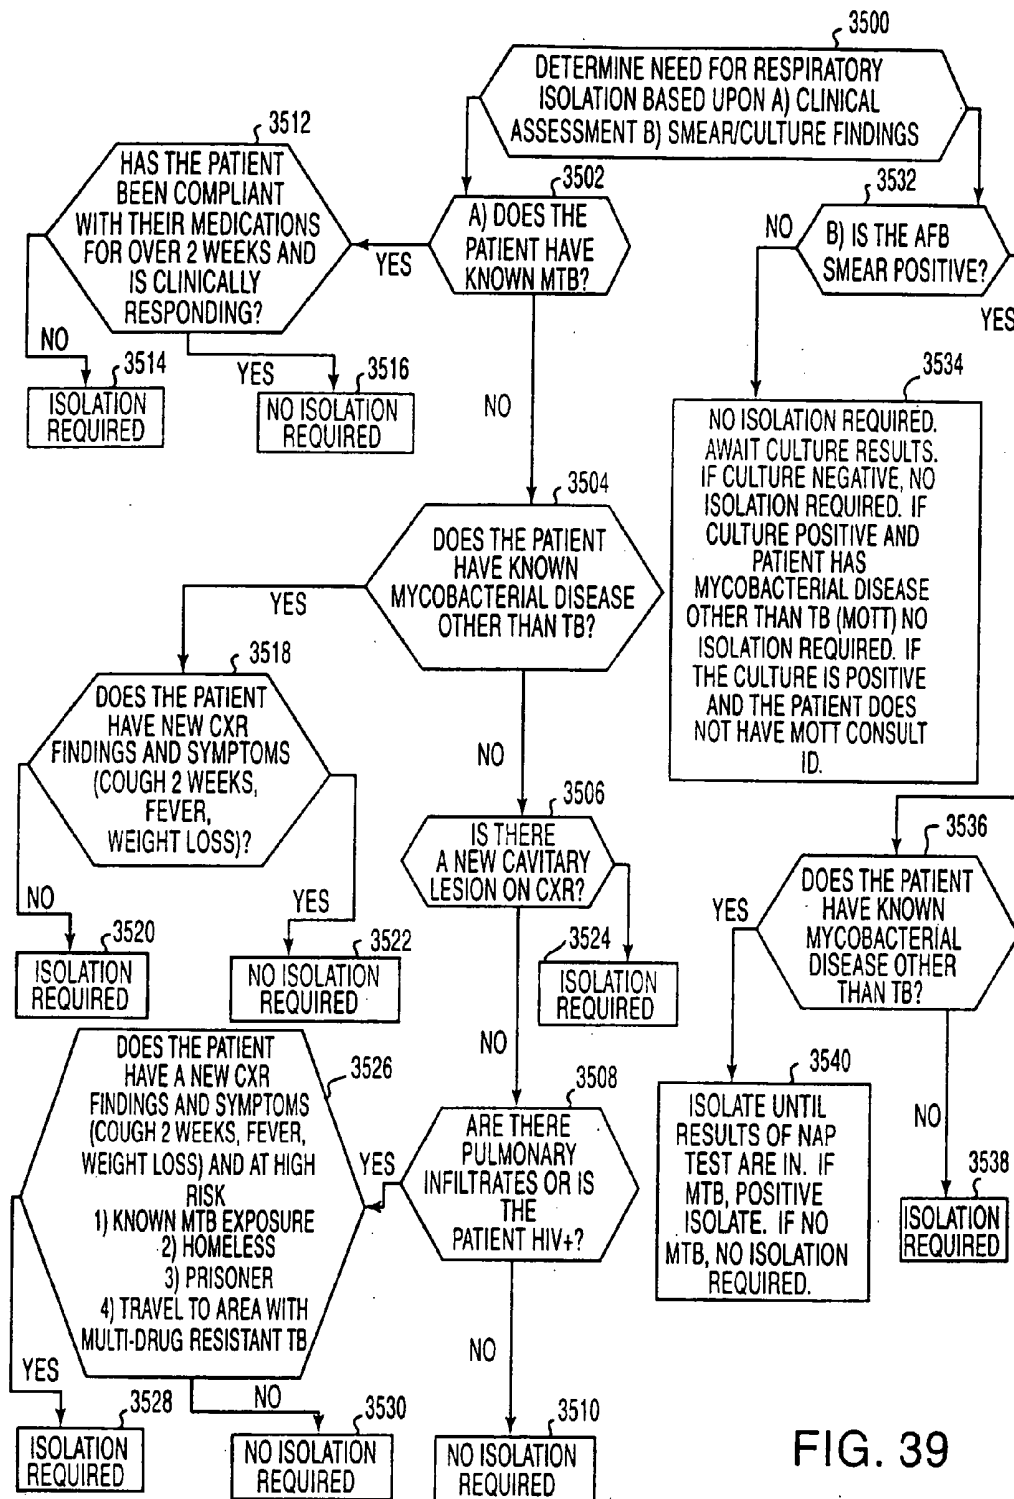 3500
DETERMINE NEED FOR RESPIRATORY
ISOLATION BASED UPON A) CLINICAL
ASSESSMENT B) SMEAR/CULTURE FINDINGS
3512
HAS THE PATIENT
BEEN COMPLIANT
WITH THEIR MEDICATIONS
FOR OVER 2 WEEKS AND
IS CLINICALLY
RESPONDING?
3502
A) DOES THE
PATIENT HAVE
KNOWN MTB?
YES
3532
B) IS THE AFB
SMEAR POSITIVE?
NO
YES
NO
3514
ISOLATION
REQUIRED
YES
3516
NO ISOLATION
REQUIRED
NO
3534
NO ISOLATION REQUIRED.
AWAIT CULTURE RESULTS.
IF CULTURE NEGATIVE, NO
ISOLATION REQUIRED. IF
CULTURE POSITIVE AND
PATIENT HAS
MYCOBACTERIAL DISEASE
OTHER THAN TB (MOTT) NO
ISOLATION REQUIRED. IF
THE CULTURE IS POSITIVE
AND THE PATIENT DOES
NOT HAVE MOTT CONSULT
ID.
3504
DOES THE PATIENT
HAVE KNOWN
MYCOBACTERIAL DISEASE
OTHER THAN TB?
YES
3518
DOES THE PATIENT
HAVE NEW CXR
FINDINGS AND SYMPTOMS
(COUGH 2 WEEKS,
FEVER,
WEIGHT LOSS)?
NO
3506
IS THERE
A NEW CAVITARY
LESION ON CXR?
NO
3520
ISOLATION
REQUIRED
YES
3522
NO ISOLATION
REQUIRED
3524
ISOLATION
REQUIRED
3536
DOES THE PATIENT
HAVE KNOWN
MYCOBACTERIAL
DISEASE OTHER
THAN TB?
YES
NO
3526
DOES THE PATIENT
HAVE A NEW CXR
FINDINGS AND SYMPTOMS
(COUGH 2 WEEKS, FEVER,
WEIGHT LOSS) AND AT HIGH
RISK
1) KNOWN MTB EXPOSURE
2) HOMELESS
3) PRISONER
4) TRAVEL TO AREA WITH
MULTI-DRUG RESISTANT TB
YES
3508
ARE THERE
PULMONARY
INFILTRATES OR IS
THE
PATIENT HIV+?
3540
ISOLATE UNTIL
RESULTS OF NAP
TEST ARE IN. IF
MTB, POSITIVE
ISOLATE. IF NO
MTB, NO ISOLATION
REQUIRED.
NO
3538
ISOLATION
REQUIRED
YES
3528
ISOLATION
REQUIRED
NO
3530
NO ISOLATION
REQUIRED
NO
3510
NO ISOLATION
REQUIRED
FIG. 39